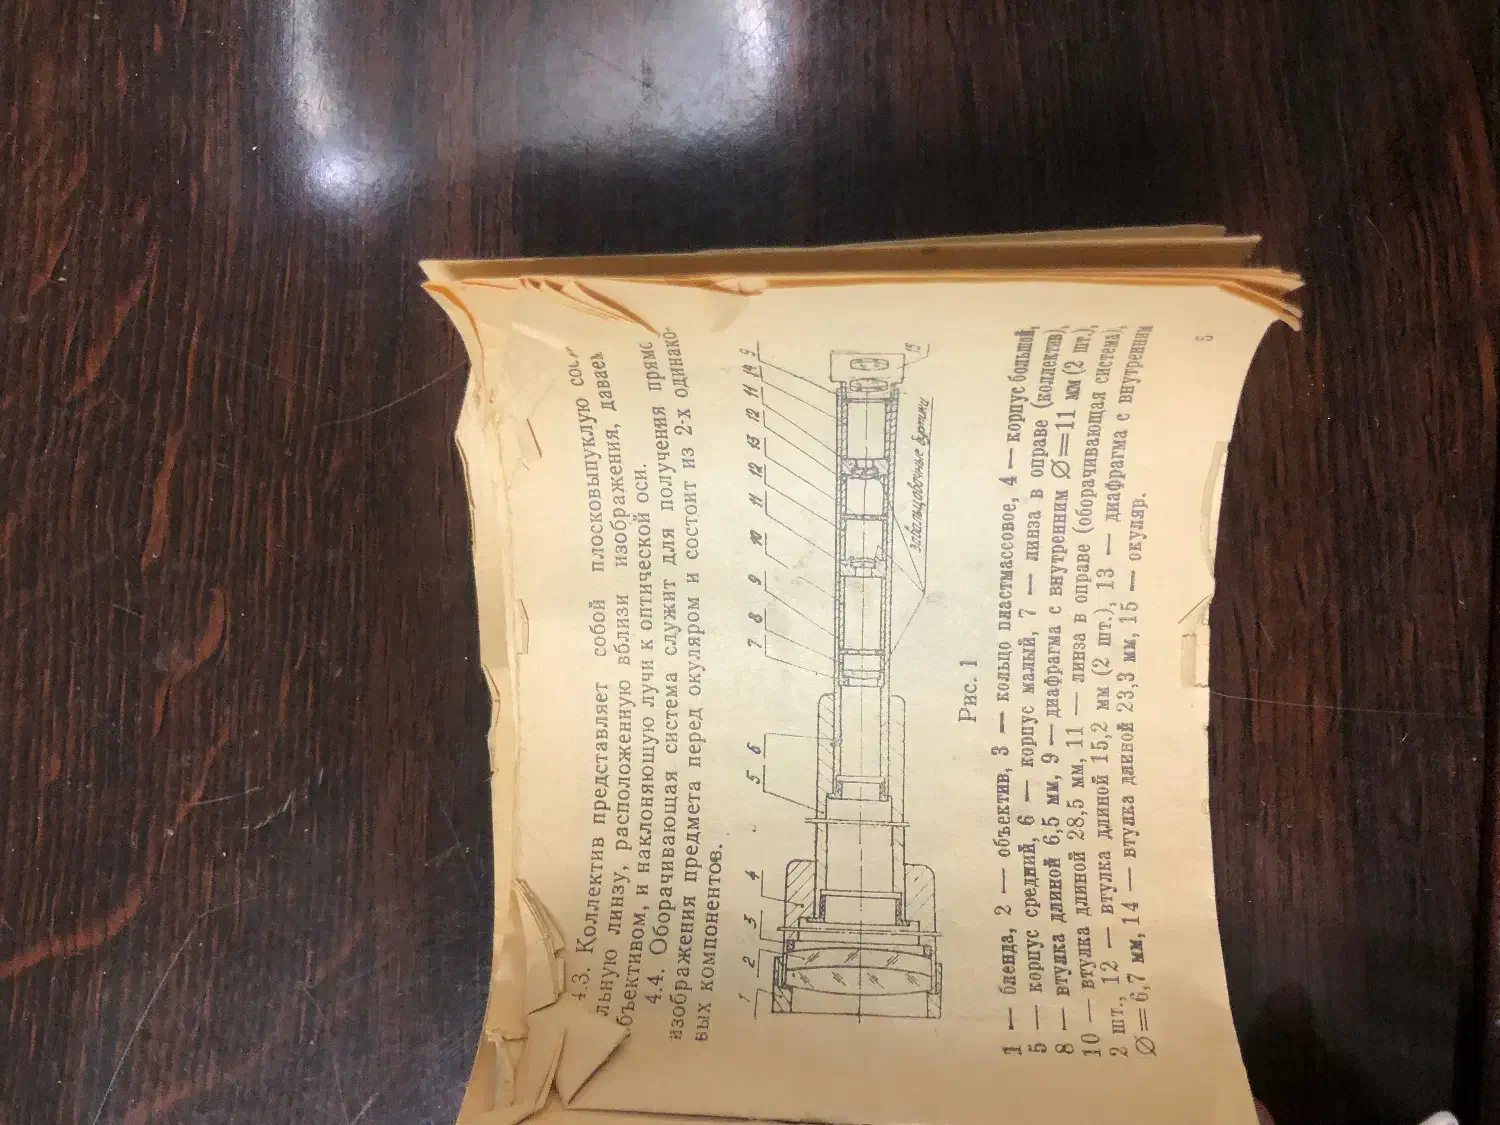 4.3. Коллектив представляет собой плосковыпуклую
льную линзу, расположенную вблизи изображения,
бъективом, и наклоняющую лучи к оптической оси.
4.4. Оборачивающая система служит для получения
изображения предмета перед окуляром и состоит из 2-х одинако-
вых компонентов.
1 2 3 4 5 6 7 8 9 10 11 12 13 12 11 14 9
15
завальцовочные буртики
Рис. 1
1 — бленда, 2 — объектив, 3 — кольцо пластмассовое, 4 — корпус большой,
5 — корпус средний, 6 — корпус малый, 7 — линза в оправе (коллектив),
8 — втулка длиной 6,5 мм, 9 — диафрагма с внутренним Ø=11 мм (2 шт.),
10 — втулка длиной 28,5 мм, 11 — линза в оправе (оборачивающая система),
2 шт., 12 — втулка длиной 15,2 мм (2 шт.), 13 — диафрагма с внутренним
Ø=6,7 мм, 14 — втулка длиной 23,3 мм, 15 — окуляр.
5